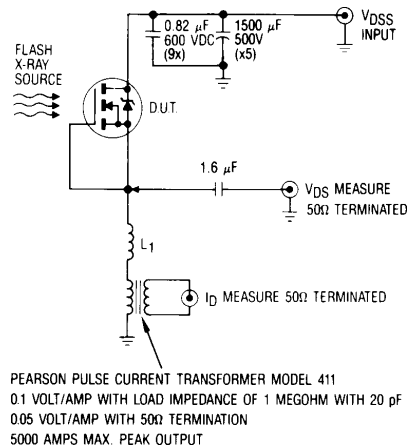 0.82 µF
600 VDC
(9x)
1500 µF
500V
(x5)
VDSS
INPUT
FLASH
X-RAY
SOURCE
D.U.T.
1.6 µF
VDS MEASURE
50Ω TERMINATED
L1
ID MEASURE 50Ω TERMINATED
PEARSON PULSE CURRENT TRANSFORMER MODEL 411
0.1 VOLT/AMP WITH LOAD IMPEDANCE OF 1 MEGOHM WITH 20 pF
0.05 VOLT/AMP WITH 50Ω TERMINATION
5000 AMPS MAX. PEAK OUTPUT